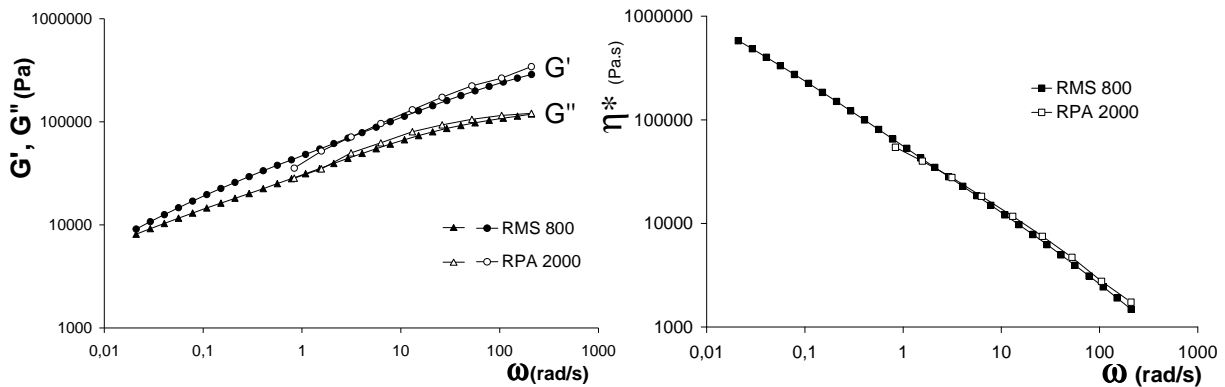 G', G" (Pa)
1000000
100000
10000
1000
0,01 0,1 1 10 100 1000
ω(rad/s)
G'
G"
RMS 800
RPA 2000
η* (Pa.s)
1000000
100000
10000
1000
0,01 0,1 1 10 100 1000
ω (rad/s)
RMS 800
RPA 2000